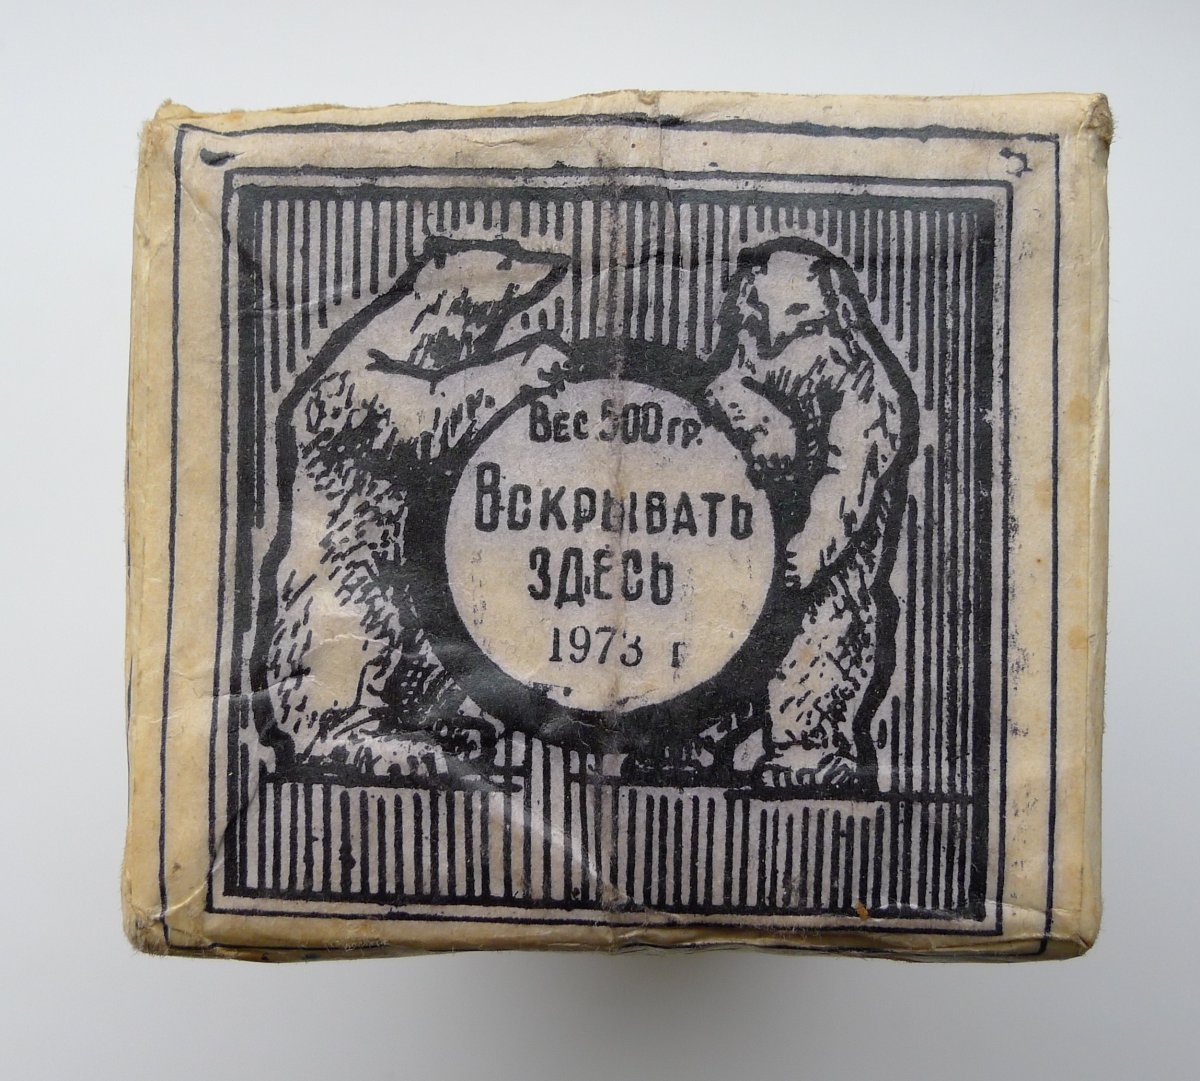 Вес 500 гр.
Вскрывать
здесь
1973 г